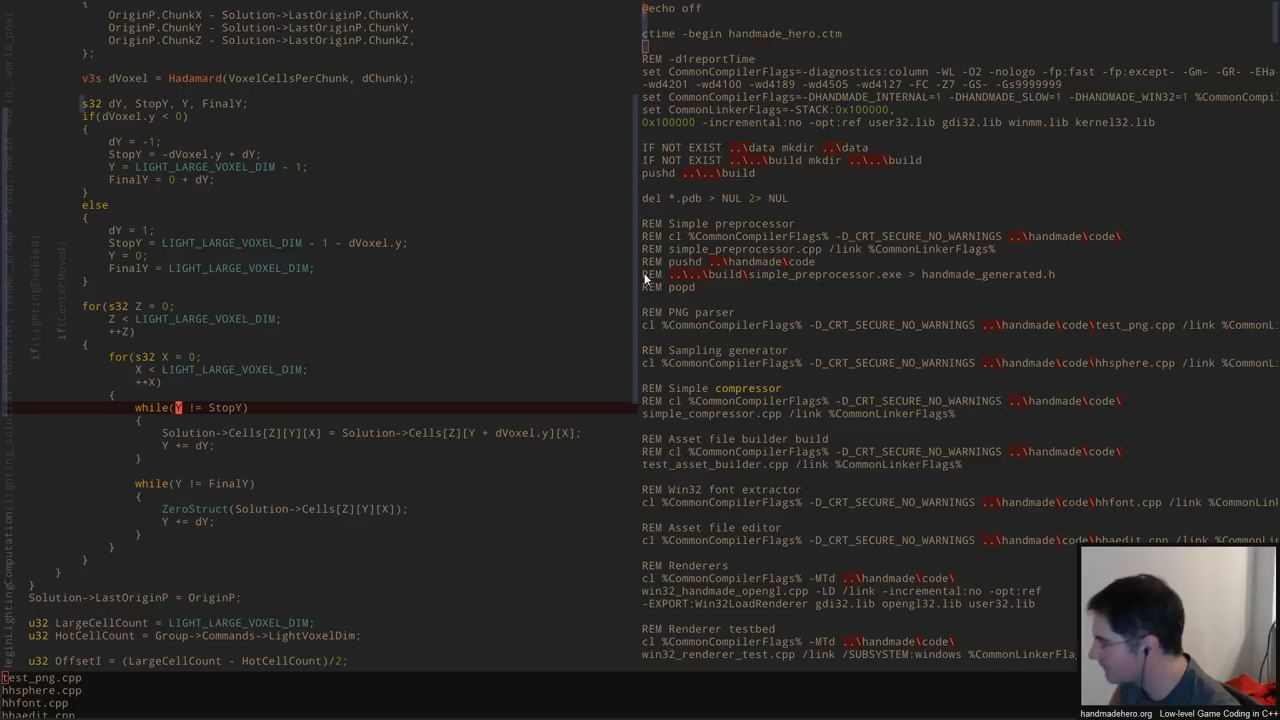 {
OriginP.ChunkX - Solution->LastOriginP.ChunkX,
OriginP.ChunkY - Solution->LastOriginP.ChunkY,
OriginP.ChunkZ - Solution->LastOriginP.ChunkZ,
};
v3s dVoxel = Hadamard(VoxelCellsPerChunk, dChunk);
s32 dY, StopY, Y, FinalY;
if(dVoxel.y < 0)
{
dY = -1;
StopY = -dVoxel.y + dY;
Y = LIGHT_LARGE_VOXEL_DIM - 1;
FinalY = 0 + dY;
}
else
{
dY = 1;
StopY = LIGHT_LARGE_VOXEL_DIM - 1 - dVoxel.y;
Y = 0;
FinalY = LIGHT_LARGE_VOXEL_DIM;
}
for(s32 Z = 0;
Z < LIGHT_LARGE_VOXEL_DIM;
++Z)
{
for(s32 X = 0;
X < LIGHT_LARGE_VOXEL_DIM;
++X)
{
while(Y != StopY)
{
Solution->Cells[Z][Y][X] = Solution->Cells[Z][Y + dVoxel.y][X];
Y += dY;
}
while(Y != FinalY)
{
ZeroStruct(Solution->Cells[Z][Y][X]);
Y += dY;
}
}
}
}
Solution->LastOriginP = OriginP;
u32 LargeCellCount = LIGHT_LARGE_VOXEL_DIM;
u32 HotCellCount = Group->Commands->LightVoxelDim;
u32 OffsetI = (LargeCellCount - HotCellCount)/2;
if(LightingEnabled)
if(CenterMoved)
test_png.cpp
hhsphere.cpp
hhfont.cpp
hhaedit.cpp
@echo off
ctime -begin handmade_hero.ctm
REM -d1reportTime
set CommonCompilerFlags=-diagnostics:column -WL -O2 -nologo -fp:fast -fp:except- -Gm- -GR- -EHa-
-wd4201 -wd4100 -wd4189 -wd4505 -wd4127 -FC -Z7 -GS- -Gs9999999
set CommonCompilerFlags=-DHANDMADE_INTERNAL=1 -DHANDMADE_SLOW=1 -DHANDMADE_WIN32=1 %CommonCompi
set CommonLinkerFlags=-STACK:0x100000,
0x100000 -incremental:no -opt:ref user32.lib gdi32.lib winmm.lib kernel32.lib
IF NOT EXIST ..\data mkdir ..\data
IF NOT EXIST ..\..\build mkdir ..\..\build
pushd ..\..\build
del *.pdb > NUL 2> NUL
REM Simple preprocessor
REM cl %CommonCompilerFlags% -D_CRT_SECURE_NO_WARNINGS ..\handmade\code\
REM simple_preprocessor.cpp /link %CommonLinkerFlags%
REM pushd ..\handmade\code
REM ..\..\build\simple_preprocessor.exe > handmade_generated.h
REM popd
REM PNG parser
cl %CommonCompilerFlags% -D_CRT_SECURE_NO_WARNINGS ..\handmade\code\test_png.cpp /link %CommonL
REM Sampling generator
cl %CommonCompilerFlags% -D_CRT_SECURE_NO_WARNINGS ..\handmade\code\hhsphere.cpp /link %CommonL
REM Simple compressor
REM cl %CommonCompilerFlags% -D_CRT_SECURE_NO_WARNINGS ..\handmade\code\
simple_compressor.cpp /link %CommonLinkerFlags%
REM Asset file builder build
REM cl %CommonCompilerFlags% -D_CRT_SECURE_NO_WARNINGS ..\handmade\code\
test_asset_builder.cpp /link %CommonLinkerFlags%
REM Win32 font extractor
cl %CommonCompilerFlags% -D_CRT_SECURE_NO_WARNINGS ..\handmade\code\hhfont.cpp /link %CommonLin
REM Asset file editor
cl %CommonCompilerFlags% -D_CRT_SECURE_NO_WARNINGS ..\handmade\code\hhaedit.cpp /link %CommonLi
REM Renderers
cl %CommonCompilerFlags% -MTd ..\handmade\code\
win32_handmade_opengl.cpp -LD /link -incremental:no -opt:ref
-EXPORT:Win32LoadRenderer gdi32.lib opengl32.lib user32.lib
REM Renderer testbed
cl %CommonCompilerFlags% -MTd ..\handmade\code\
win32_renderer_test.cpp /link /SUBSYSTEM:windows %CommonLinkerFla
handmadehero.org Low-level Game Coding in C++